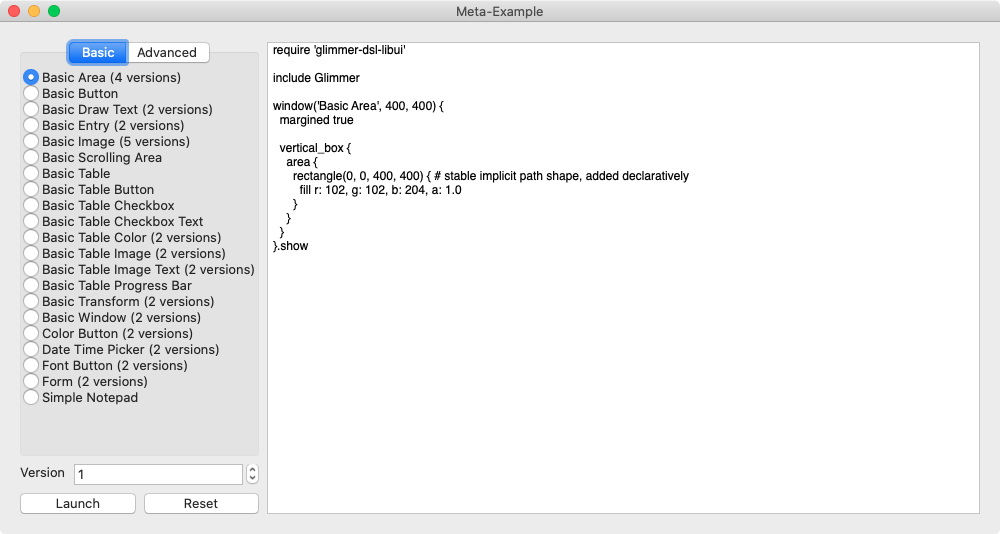 Meta-Example
Basic
Advanced
Basic Area (4 versions)
Basic Button
Basic Draw Text (2 versions)
Basic Entry (2 versions)
Basic Image (5 versions)
Basic Scrolling Area
Basic Table
Basic Table Button
Basic Table Checkbox
Basic Table Checkbox Text
Basic Table Color (2 versions)
Basic Table Image (2 versions)
Basic Table Image Text (2 versions)
Basic Table Progress Bar
Basic Transform (2 versions)
Basic Window (2 versions)
Color Button (2 versions)
Date Time Picker (2 versions)
Font Button (2 versions)
Form (2 versions)
Simple Notepad
Version
1
Launch
Reset
require 'glimmer-dsl-libui'
include Glimmer
window('Basic Area', 400, 400) {
  margined true
  vertical_box {
    area {
      rectangle(0, 0, 400, 400) { # stable implicit path shape, added declaratively
        fill r: 102, g: 102, b: 204, a: 1.0
      }
    }
  }
}.show